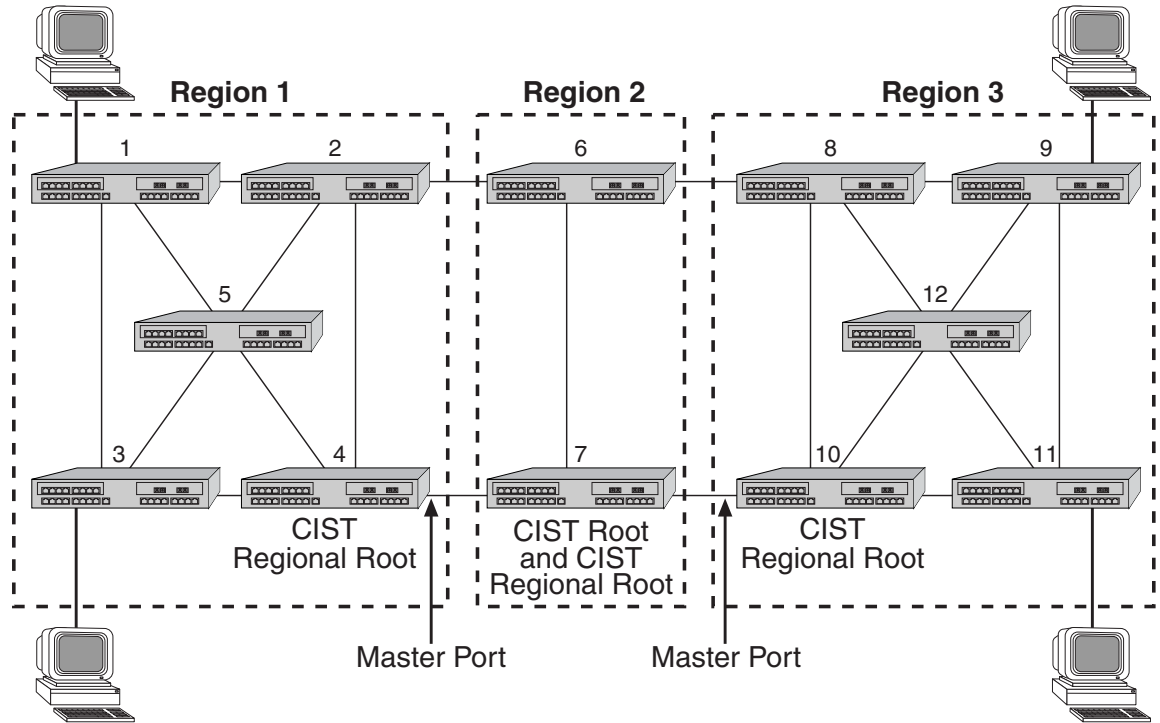 Region 1
Region 2
Region 3
1
2
6
8
9
5
12
3
4
7
10
11
CIST
Regional Root
CIST Root
and CIST
Regional Root
CIST
Regional Root
Master Port
Master Port